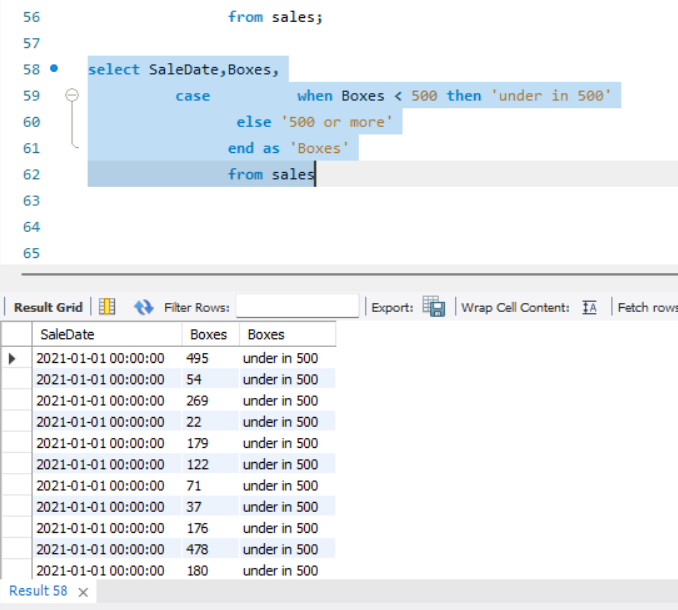 56 from sales;
57
58 select SaleDate,Boxes,
59 case when Boxes < 500 then 'under in 500'
60 else '500 or more'
61 end as 'Boxes'
62 from sales
63
64
65
Result Grid Filter Rows: Export: Wrap Cell Content: Fetch rows
SaleDate Boxes Boxes
2021-01-01 00:00:00 495 under in 500
2021-01-01 00:00:00 54 under in 500
2021-01-01 00:00:00 269 under in 500
2021-01-01 00:00:00 22 under in 500
2021-01-01 00:00:00 179 under in 500
2021-01-01 00:00:00 122 under in 500
2021-01-01 00:00:00 71 under in 500
2021-01-01 00:00:00 37 under in 500
2021-01-01 00:00:00 176 under in 500
2021-01-01 00:00:00 478 under in 500
2021-01-01 00:00:00 180 under in 500
Result 58